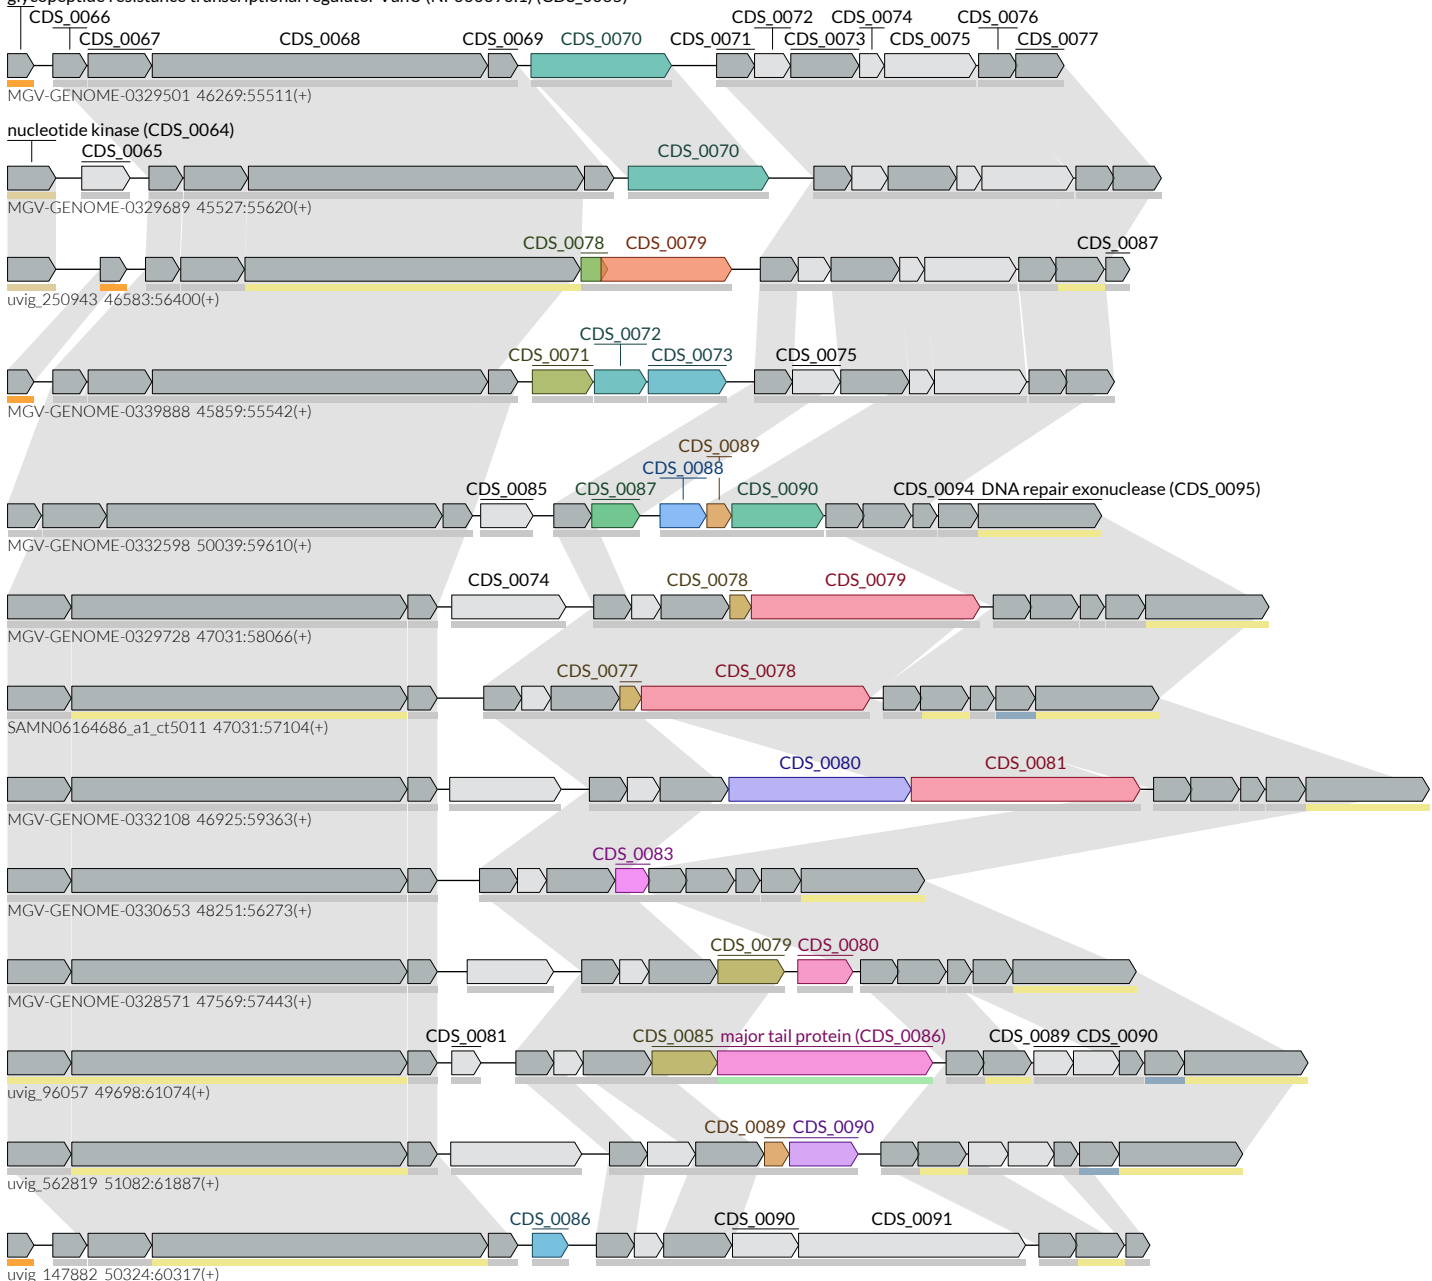 CDS_0066 CDS_0072 CDS_0074 CDS_0076
CDS_0067 CDS_0068 CDS_0069 CDS_0070 CDS_0071 CDS_0073 CDS_0075 CDS_0077
MGV-GENOME-0329501 46269:55511(+)
nucleotide kinase (CDS_0064)
CDS_0065 CDS_0070
MGV-GENOME-0329689 45527:55620(+)
CDS_0078 CDS_0079 CDS_0087
uvig_250943 46583:56400(+)
CDS_0072
CDS_0071 CDS_0073 CDS_0075
MGV-GENOME-0339888 45859:55542(+)
CDS_0089
CDS_0088
CDS_0085 CDS_0087 CDS_0090 CDS_0094 DNA repair exonuclease (CDS_0095)
MGV-GENOME-0332598 50039:59610(+)
CDS_0074 CDS_0078 CDS_0079
MGV-GENOME-0329728 47031:58066(+)
CDS_0077 CDS_0078
SAMN06164686_a1_ct5011 47031:57104(+)
CDS_0080 CDS_0081
MGV-GENOME-0332108 46925:59363(+)
CDS_0083
MGV-GENOME-0330653 48251:56273(+)
CDS_0079 CDS_0080
MGV-GENOME-0328571 47569:57443(+)
CDS_0081 CDS_0085 major tail protein (CDS_0086) CDS_0089 CDS_0090
uvig_96057 49698:61074(+)
CDS_0089 CDS_0090
uvig_562819 51082:61887(+)
CDS_0086 CDS_0090 CDS_0091
uvig_147882 50324:60317(+)